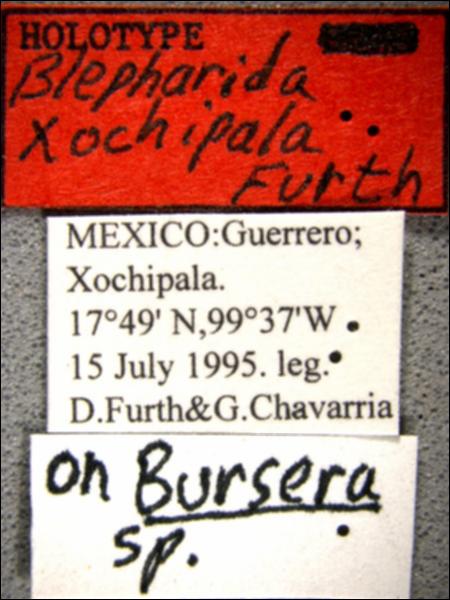 HOLOTYPE
Blepharida
xochipala
Furth
MEXICO:Guerrero;
Xochipala.
17°49' N,99°37'W
15 July 1995. leg.
D.Furth&G.Chavarria
on Bursera
sp.